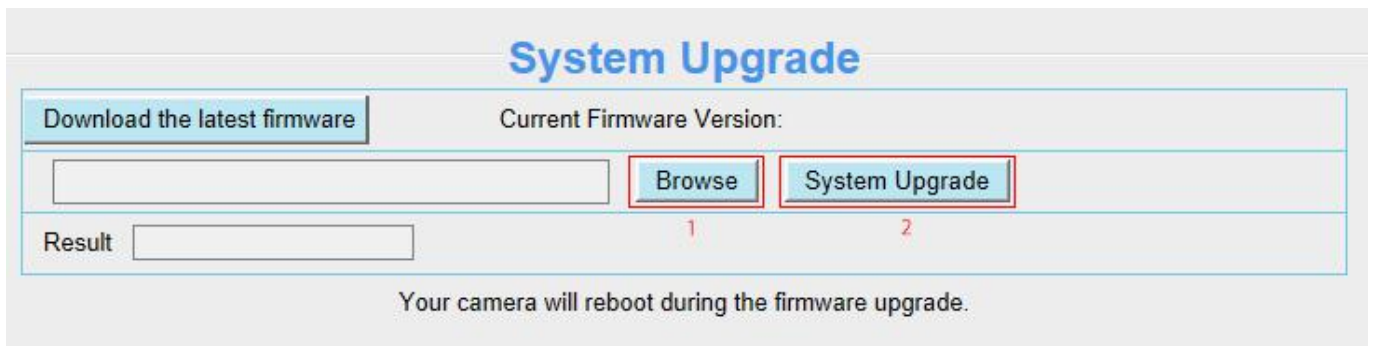 System Upgrade
Download the latest firmware Current Firmware Version:
Browse System Upgrade
1 2
Result
Your camera will reboot during the firmware upgrade.